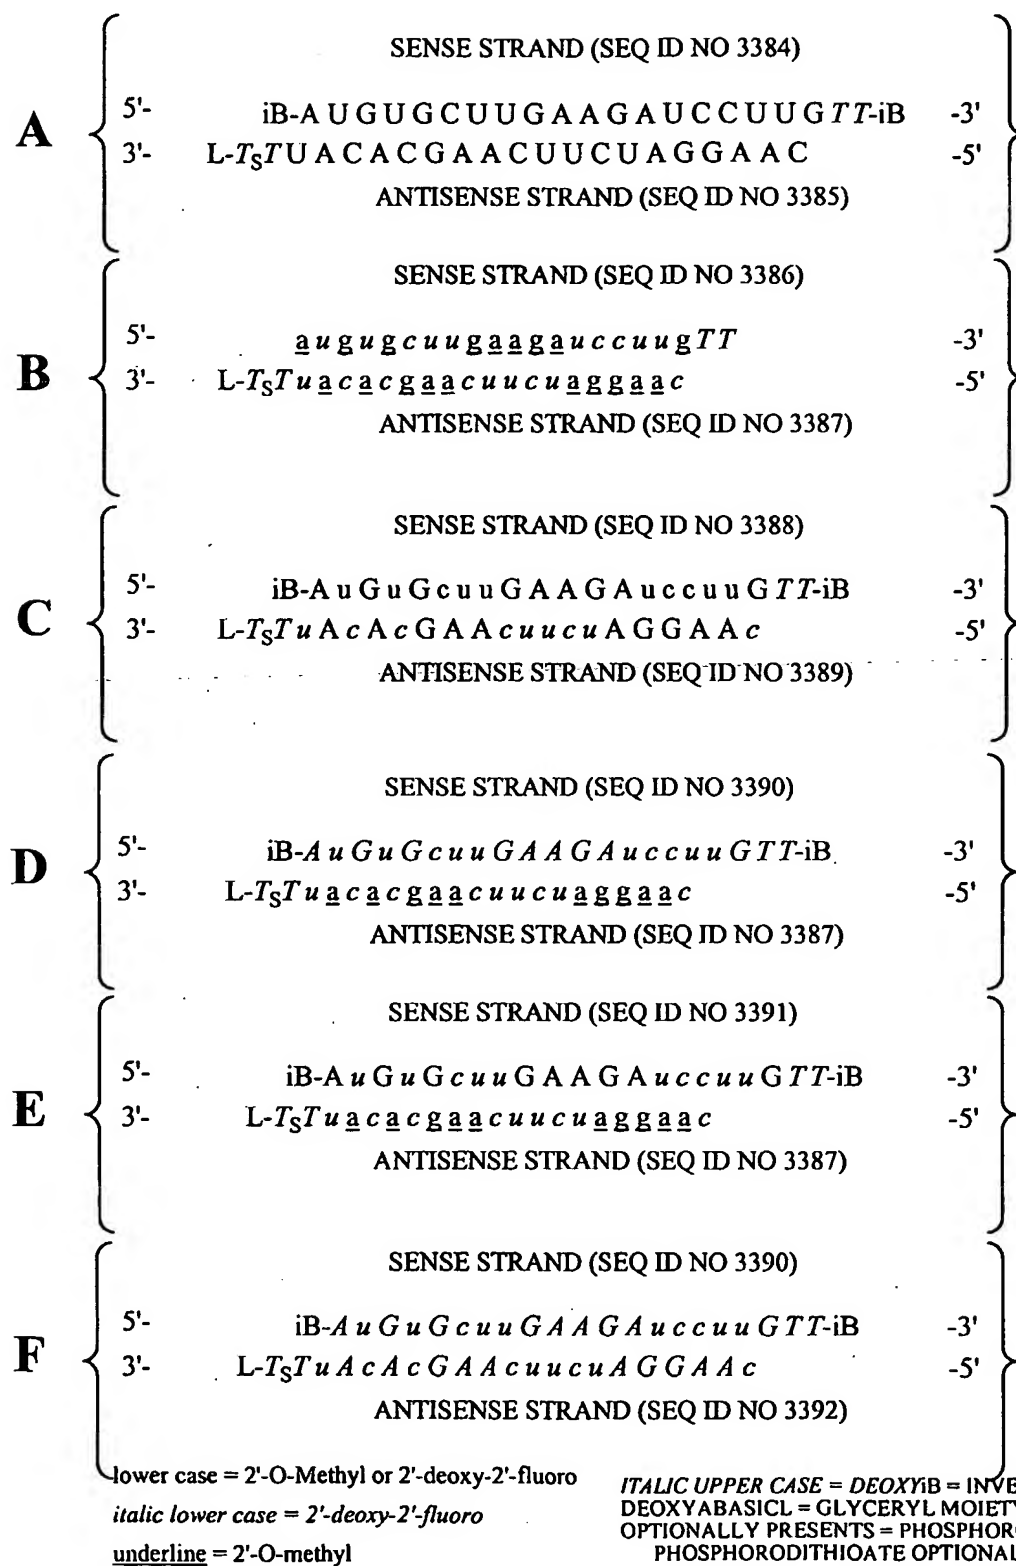 SENSE STRAND (SEQ ID NO 3384)
A
5'- iB-A U G U G C U U G A A G A U C C U U G TT-iB -3'
3'- L-TSTU A C A C G A A C U U C U A G G A A C -5'
ANTISENSE STRAND (SEQ ID NO 3385)
SENSE STRAND (SEQ ID NO 3386)
B
5'- a u g u g c u u g a a g a u c c u u g TT -3'
3'- L-TSTu a c a c g a a c u u c u a g g a a c -5'
ANTISENSE STRAND (SEQ ID NO 3387)
SENSE STRAND (SEQ ID NO 3388)
C
5'- iB-A u G u G c u u G A A G A u c c u u G TT-iB -3'
3'- L-TSTu A c A c G A A c u u c u A G G A A c -5'
ANTISENSE STRAND (SEQ ID NO 3389)
SENSE STRAND (SEQ ID NO 3390)
D
5'- iB-A u G u G c u u G A A G A u c c u u G TT-iB -3'
3'- L-TSTu a c a c g a a c u u c u a g g a a c -5'
ANTISENSE STRAND (SEQ ID NO 3387)
SENSE STRAND (SEQ ID NO 3391)
E
5'- iB-A u G u G c u u G A A G A u c c u u G TT-iB -3'
3'- L-TSTu a c a c g a a c u u c u a g g a a c -5'
ANTISENSE STRAND (SEQ ID NO 3387)
SENSE STRAND (SEQ ID NO 3390)
F
5'- iB-A u G u G c u u G A A G A u c c u u G TT-iB -3'
3'- L-TSTu A c A c G A A c u u c u A G G A A c -5'
ANTISENSE STRAND (SEQ ID NO 3392)
lower case = 2'-O-Methyl or 2'-deoxy-2'-fluoro
italic lower case = 2'-deoxy-2'-fluoro
underline = 2'-O-methyl
ITALIC UPPER CASE = DEOXYiB = INVE
DEOXYABASICL = GLYCERYL MOIETY
OPTIONALLY PRESENTS = PHOSPHOR
PHOSPHORODITHIOATE OPTIONAL